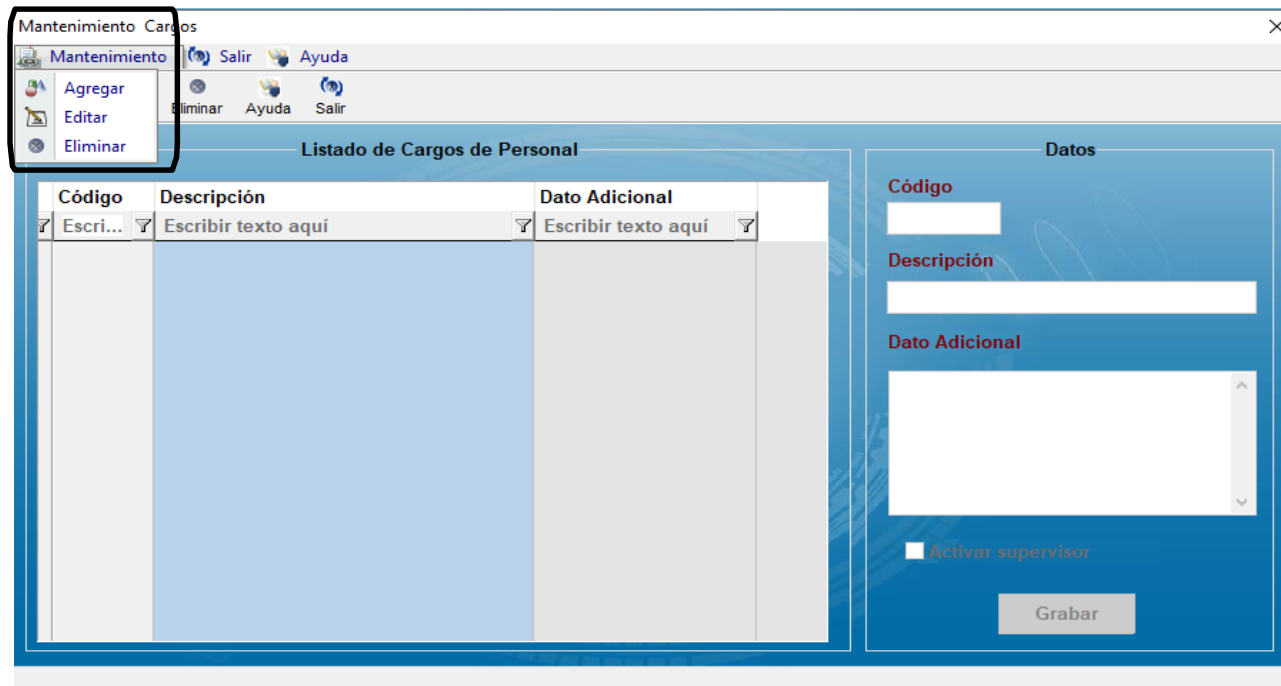 Mantenimiento Cargos
Mantenimiento Salir Ayuda
Agregar
Editar
Eliminar
Eliminar Ayuda Salir
Listado de Cargos de Personal
Código Descripción Dato Adicional
Escri... Escribir texto aquí Escribir texto aquí
Datos
Código
Descripción
Dato Adicional
Activar supervisor
Grabar